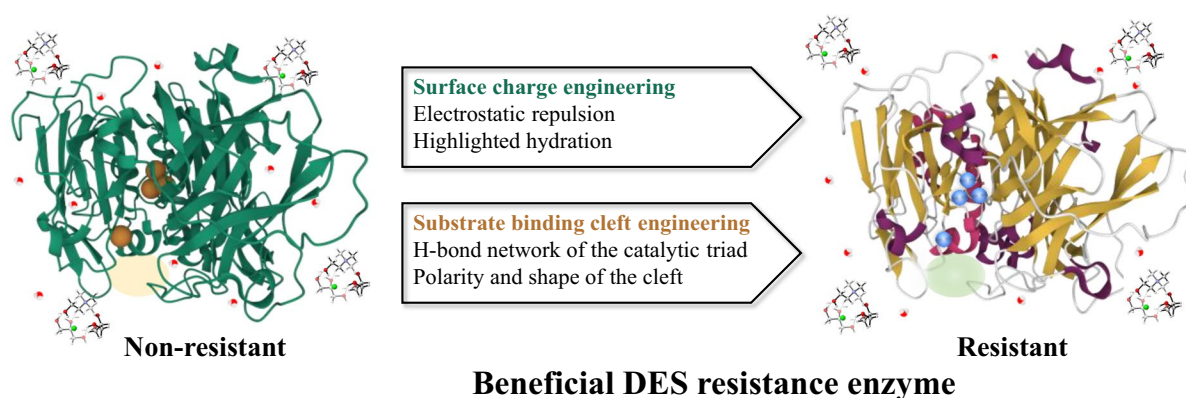 Surface charge engineering
Electrostatic repulsion
Highlighted hydration
Substrate binding cleft engineering
H-bond network of the catalytic triad
Polarity and shape of the cleft
Non-resistant
Resistant
Beneficial DES resistance enzyme